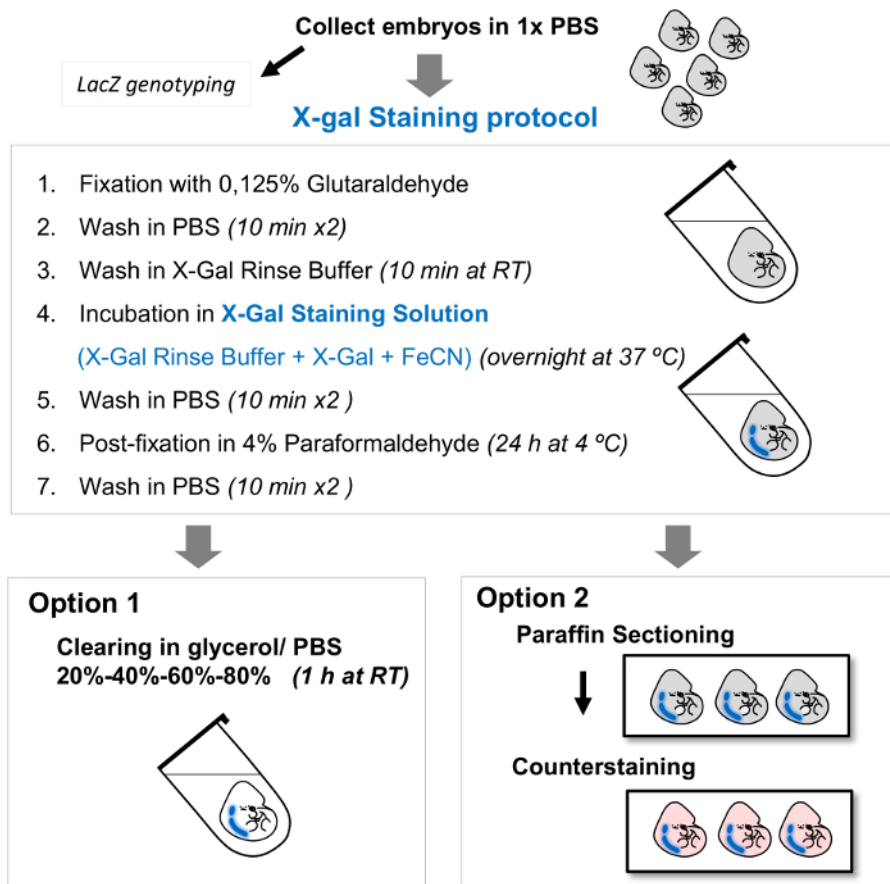 Collect embryos in 1x PBS
LacZ genotyping
X-gal Staining protocol
1. Fixation with 0,125% Glutaraldehyde
2. Wash in PBS (10 min x2)
3. Wash in X-Gal Rinse Buffer (10 min at RT)
4. Incubation in X-Gal Staining Solution
(X-Gal Rinse Buffer + X-Gal + FeCN) (overnight at 37 ºC)
5. Wash in PBS (10 min x2 )
6. Post-fixation in 4% Paraformaldehyde (24 h at 4 ºC)
7. Wash in PBS (10 min x2 )
Option 1
Clearing in glycerol/ PBS
20%-40%-60%-80% (1 h at RT)
Option 2
Paraffin Sectioning
Counterstaining